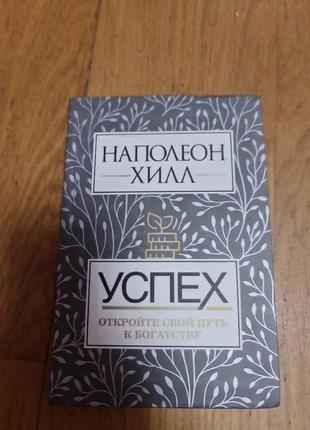 НАПОЛЕОН
ХИЛЛ
УСПЕХ
ОТКРОЙТЕ СВОЙ ПУТЬ
К БОГАТСТВУ